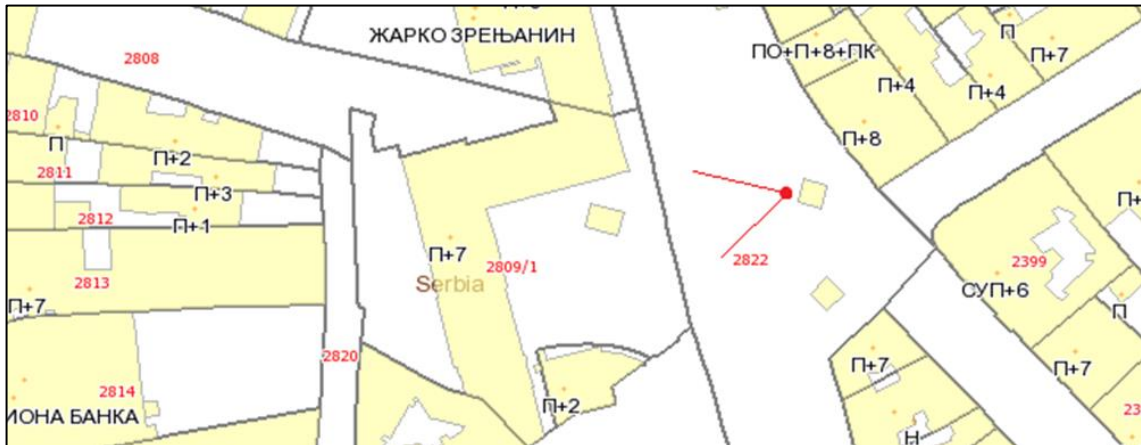 ЖАРКО ЗРЕЊАНИН
2808
ПО+П+8+ПК
П
П+7
П+4
П+4
2810
П+8
П
П+2
2811
П+3
2812
П+1
П+7
2809/1
2822
2399
2813
Serbia
СУП+6
П+7
П
2820
П+7
П+7
2814
П+2
ИОНА БАНКА
Н